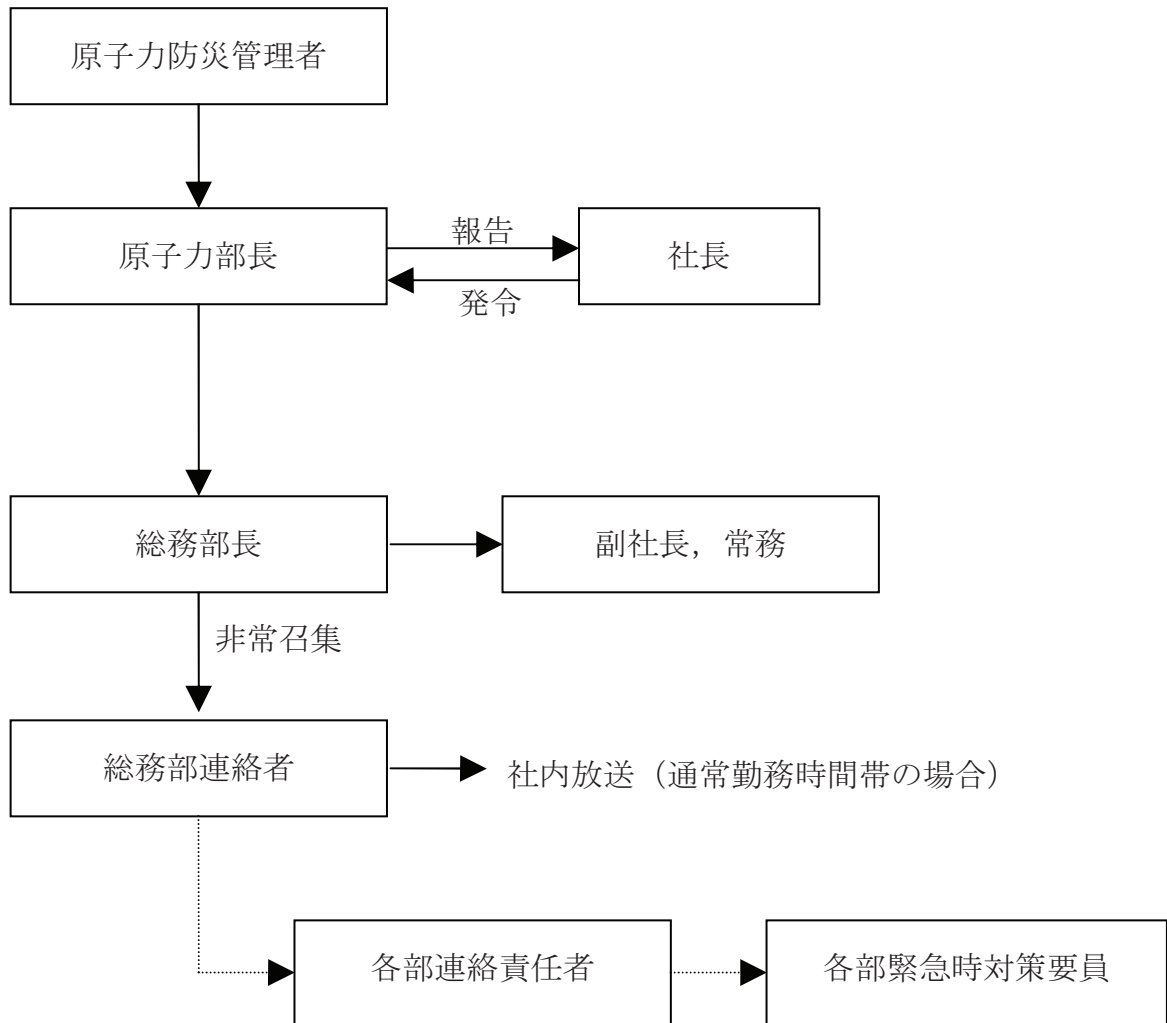 原子力防災管理者
原子力部長
報告
発令
社長
総務部長
副社長，常務
非常召集
総務部連絡者
社内放送（通常勤務時間帯の場合）
各部連絡責任者
各部緊急時対策要員